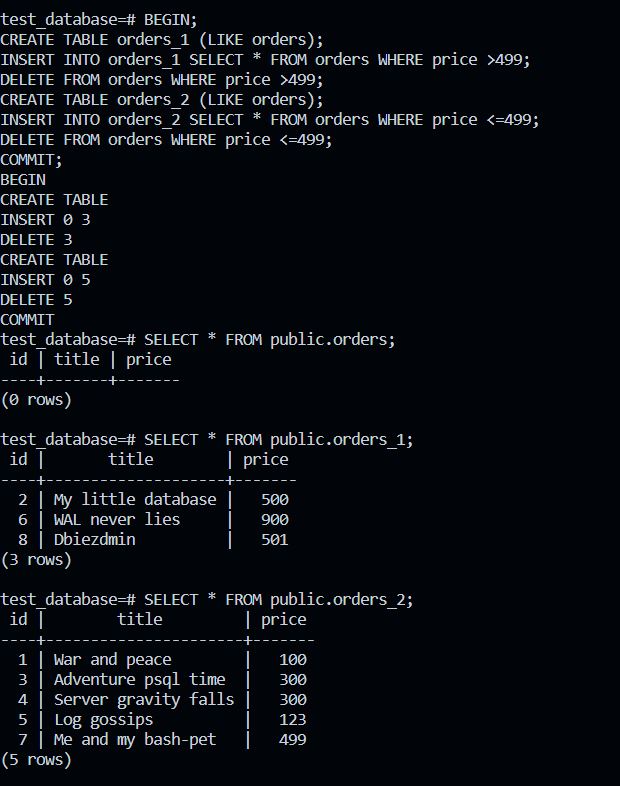 test_database=# BEGIN;
CREATE TABLE orders_1 (LIKE orders);
INSERT INTO orders_1 SELECT * FROM orders WHERE price >499;
DELETE FROM orders WHERE price >499;
CREATE TABLE orders_2 (LIKE orders);
INSERT INTO orders_2 SELECT * FROM orders WHERE price <=499;
DELETE FROM orders WHERE price <=499;
COMMIT;
BEGIN
CREATE TABLE
INSERT 0 3
DELETE 3
CREATE TABLE
INSERT 0 5
DELETE 5
COMMIT
test_database=# SELECT * FROM public.orders;
 id | title | price
----+-------+-------
(0 rows)

test_database=# SELECT * FROM public.orders_1;
 id |       title        | price
----+--------------------+-------
  2 | My little database |   500
  6 | WAL never lies     |   900
  8 | Dbiezdmin          |   501
(3 rows)

test_database=# SELECT * FROM public.orders_2;
 id |        title         | price
----+----------------------+-------
  1 | War and peace        |   100
  3 | Adventure psql time  |   300
  4 | Server gravity falls |   300
  5 | Log gossips          |   123
  7 | Me and my bash-pet   |   499
(5 rows)